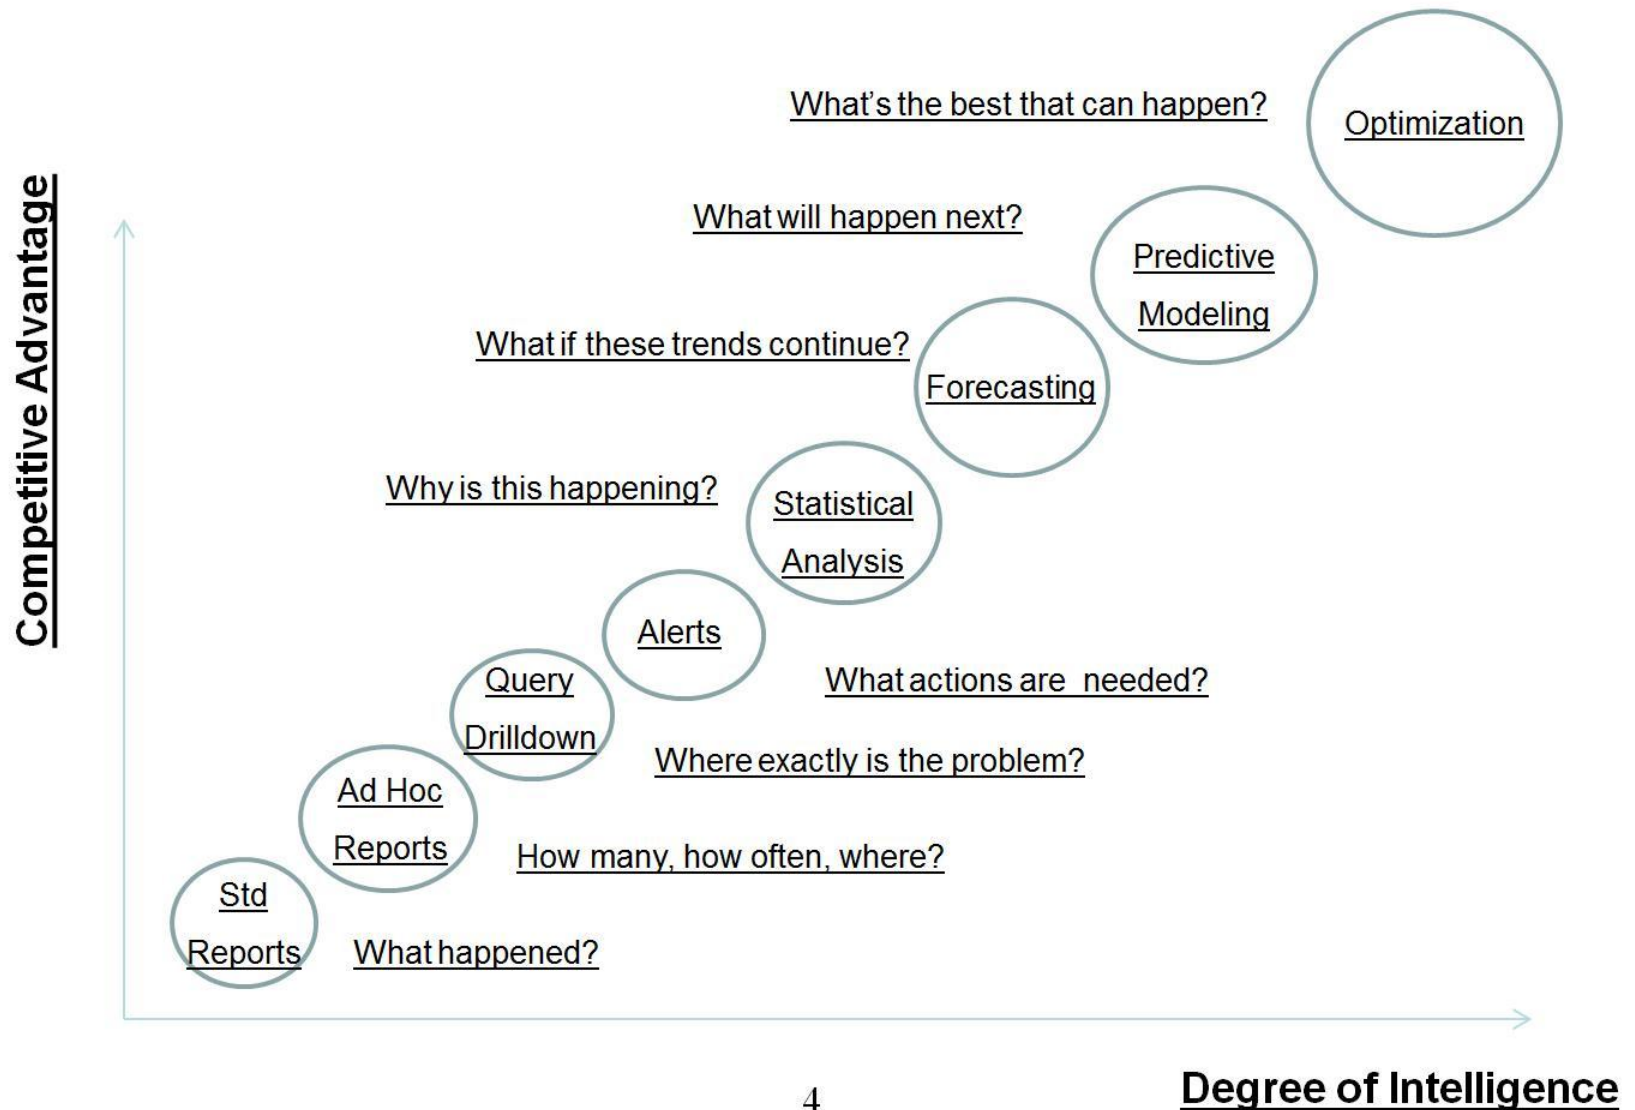 What's the best that can happen?
Optimization
What will happen next?
Predictive
Modeling
What if these trends continue?
Forecasting
Why is this happening?
Statistical
Analysis
Alerts
What actions are needed?
Query
Drilldown
Where exactly is the problem?
Ad Hoc
Reports
How many, how often, where?
Std
Reports
What happened?
Competitive Advantage
Degree of Intelligence
4